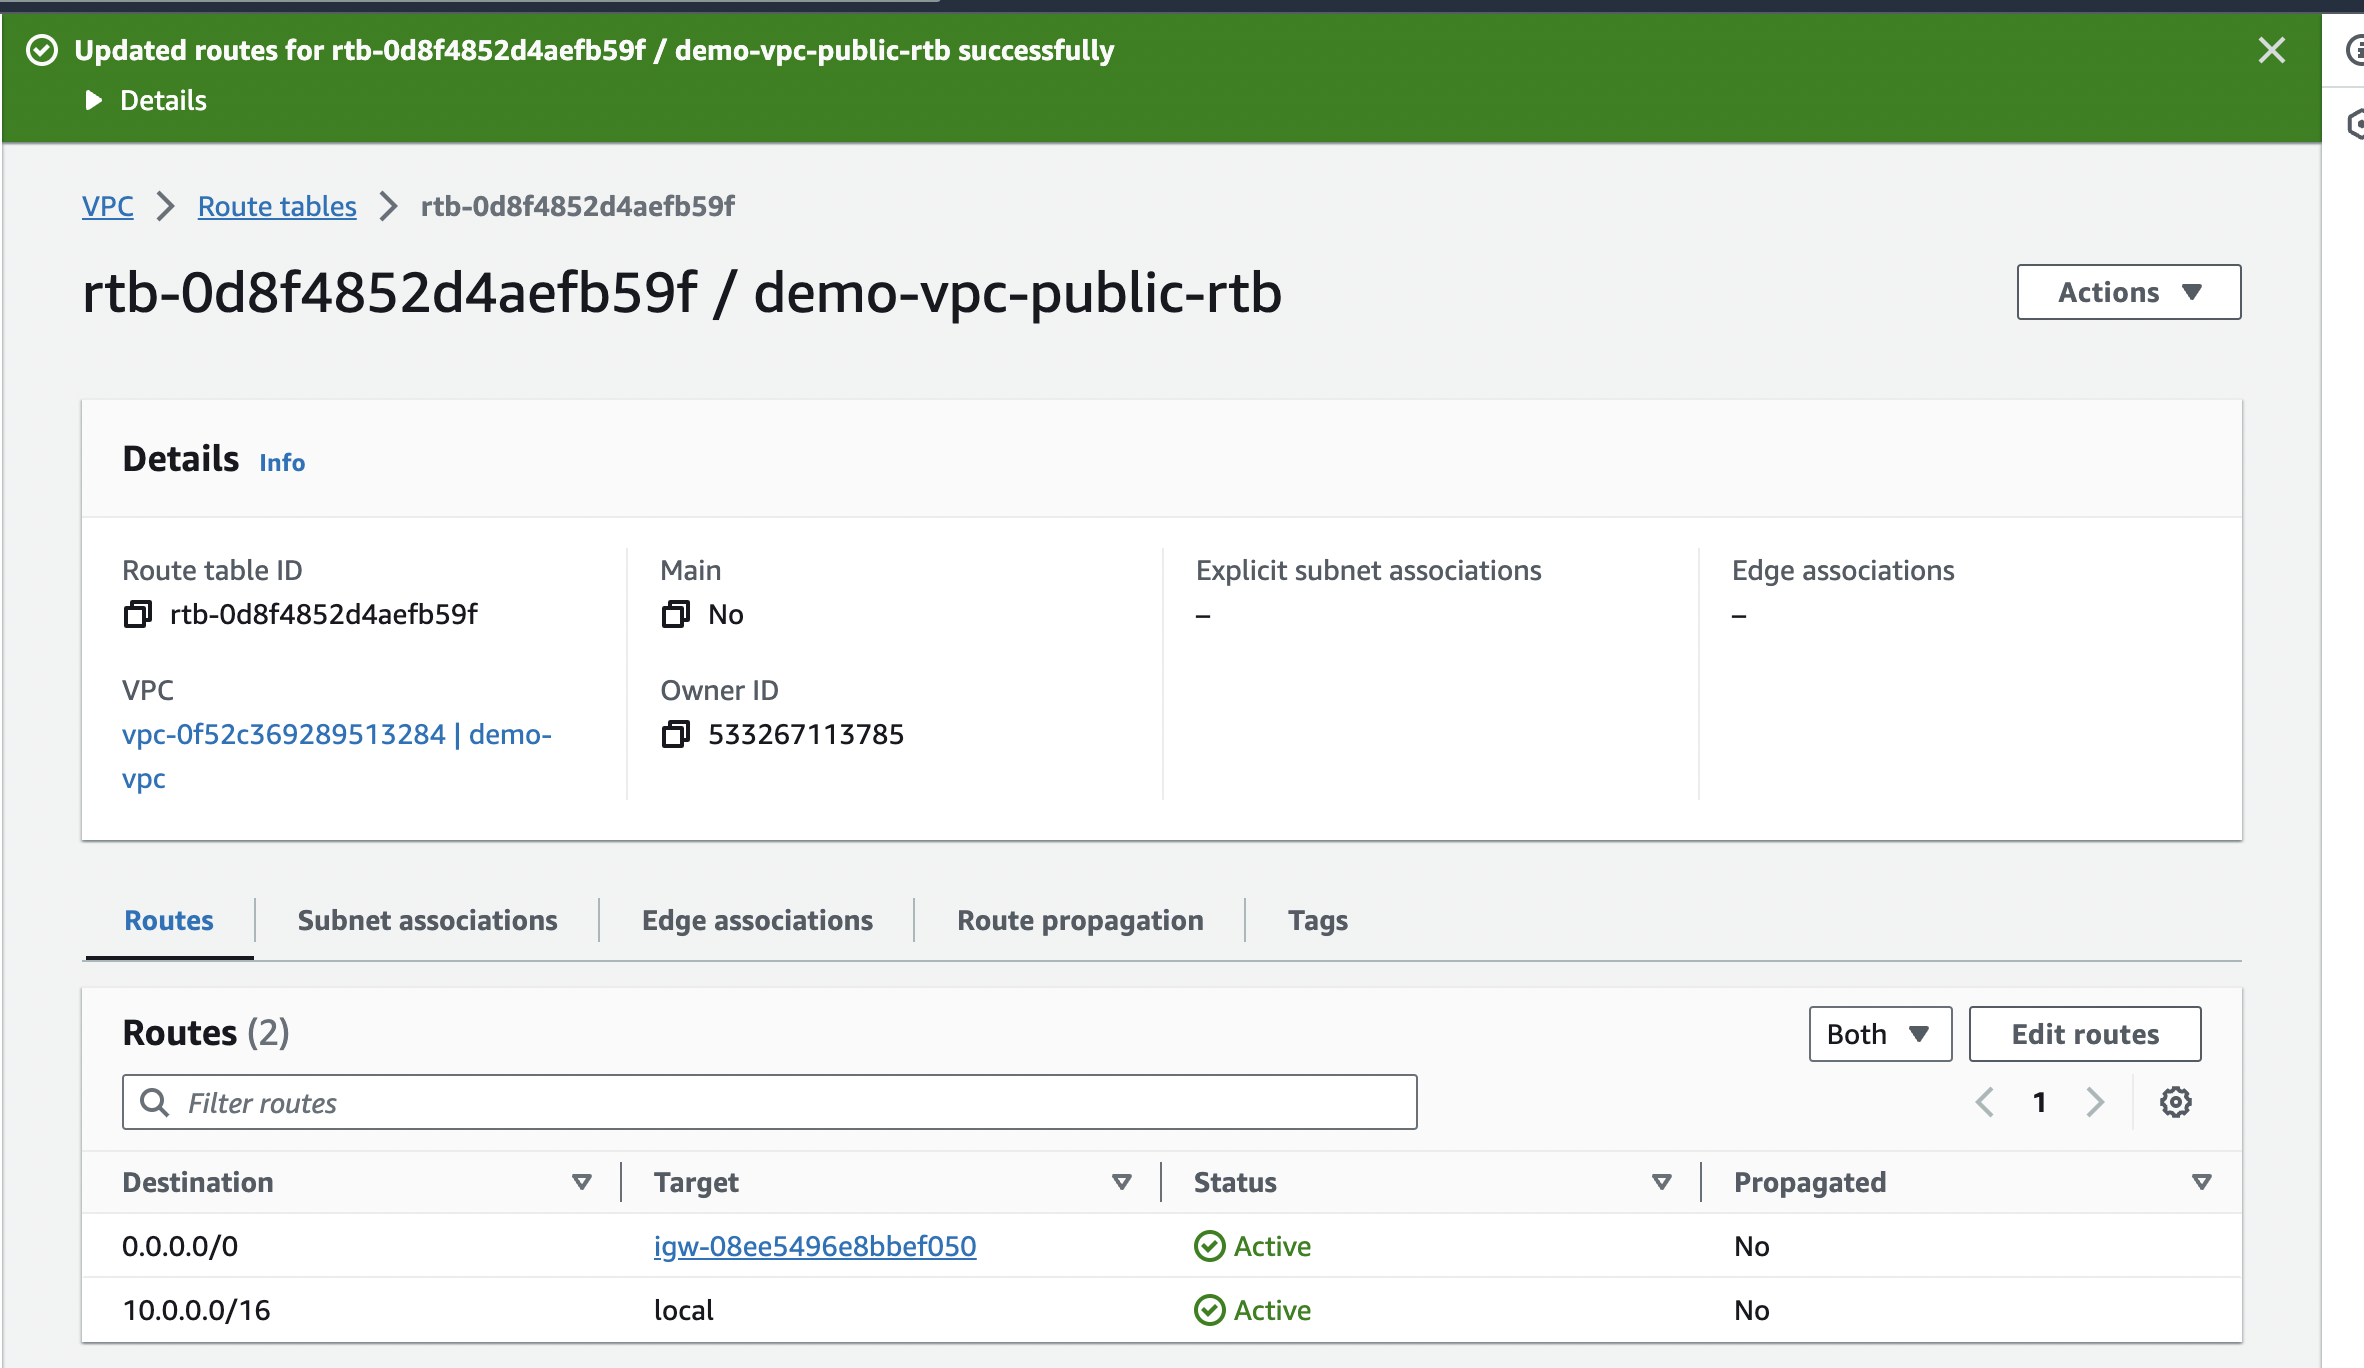 Updated routes for rtb-0d8f4852d4aefb59f / demo-vpc-public-rtb successfully
Details
VPC Route tables rtb-0d8f4852d4aefb59f
rtb-0d8f4852d4aefb59f / demo-vpc-public-rtb
Actions
Details Info
Route table ID
rtb-0d8f4852d4aefb59f
Main
No
Explicit subnet associations
–
Edge associations
–
VPC
vpc-0f52c369289513284 | demo-
vpc
Owner ID
533267113785
Routes Subnet associations Edge associations Route propagation Tags
Routes (2)
Both Edit routes
Filter routes
1
Destination Target Status Propagated
0.0.0.0/0 igw-08ee5496e8bbef050 Active No
10.0.0.0/16 local Active No